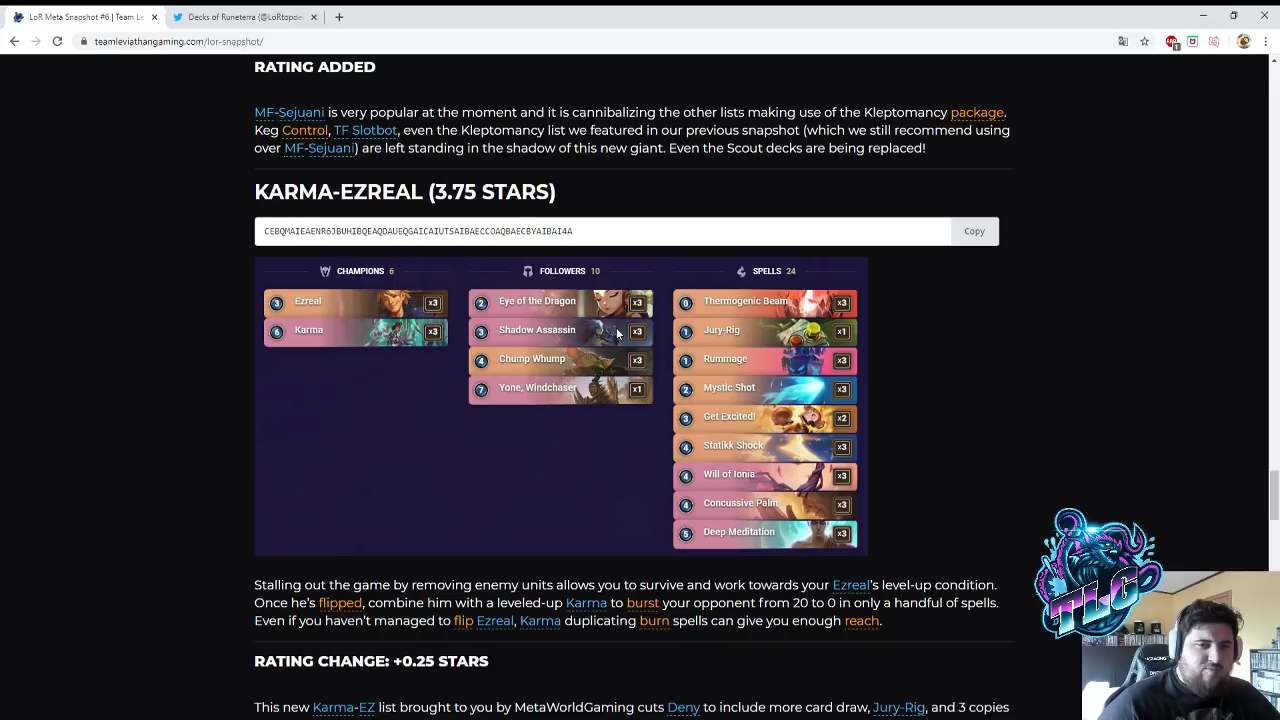 LoR Meta Snapshot #6 | Team Le
Decks of Runeterra (@LoRtopde
teamleviathangaming.com/lor-snapshot/
RATING ADDED
MF-Sejuani is very popular at the moment and it is cannibalizing the other lists making use of the Kleptomancy package.
Keg Control, TF Slotbot, even the Kleptomancy list we featured in our previous snapshot (which we still recommend using
over MF-Sejuani) are left standing in the shadow of this new giant. Even the Scout decks are being replaced!
KARMA-EZREAL (3.75 STARS)
CEBQMAIEAENR6JBUHIBQEAQDAUEQGAICAIUTSAIBAECCOAQBAECBYAIBAI4A
Copy
CHAMPIONS 6
3 Ezreal x3
6 Karma x3
FOLLOWERS 10
2 Eye of the Dragon x3
3 Shadow Assassin x3
4 Chump Whump x3
7 Yone, Windchaser x1
SPELLS 24
0 Thermogenic Beam x3
1 Jury-Rig x1
1 Rummage x3
2 Mystic Shot x3
3 Get Excited! x2
4 Statikk Shock x3
4 Will of Ionia x3
4 Concussive Palm x3
5 Deep Meditation x3
Stalling out the game by removing enemy units allows you to survive and work towards your Ezreal's level-up condition.
Once he's flipped, combine him with a leveled-up Karma to burst your opponent from 20 to 0 in only a handful of spells.
Even if you haven't managed to flip Ezreal, Karma duplicating burn spells can give you enough reach.
RATING CHANGE: +0.25 STARS
This new Karma-EZ list brought to you by MetaWorldGaming cuts Deny to include more card draw, Jury-Rig, and 3 copies
TLG